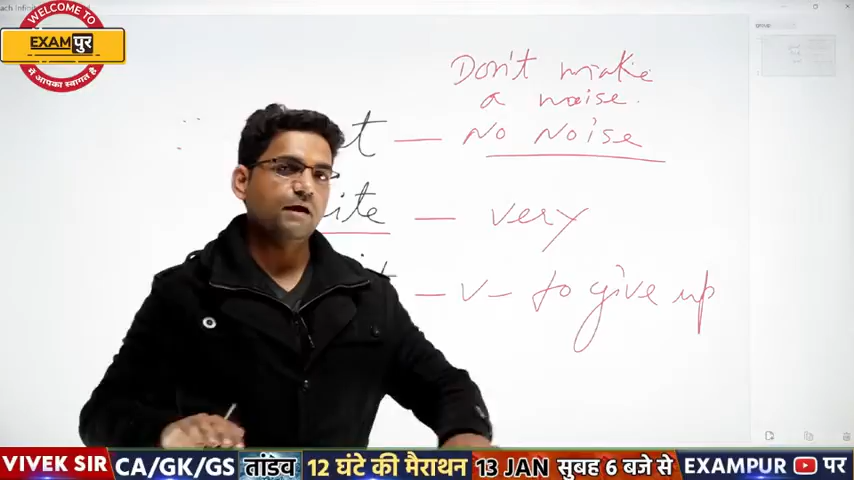 WELCOME TO
EXAMपुर
में आपका स्वागत है
Don't make
a noise.
t — No Noise
ite — very
t — v - to give up
VIVEK SIR CA/GK/GS तांडव 12 घंटे की मैराथन 13 JAN सुबह 6 बजे से EXAMPUR पर